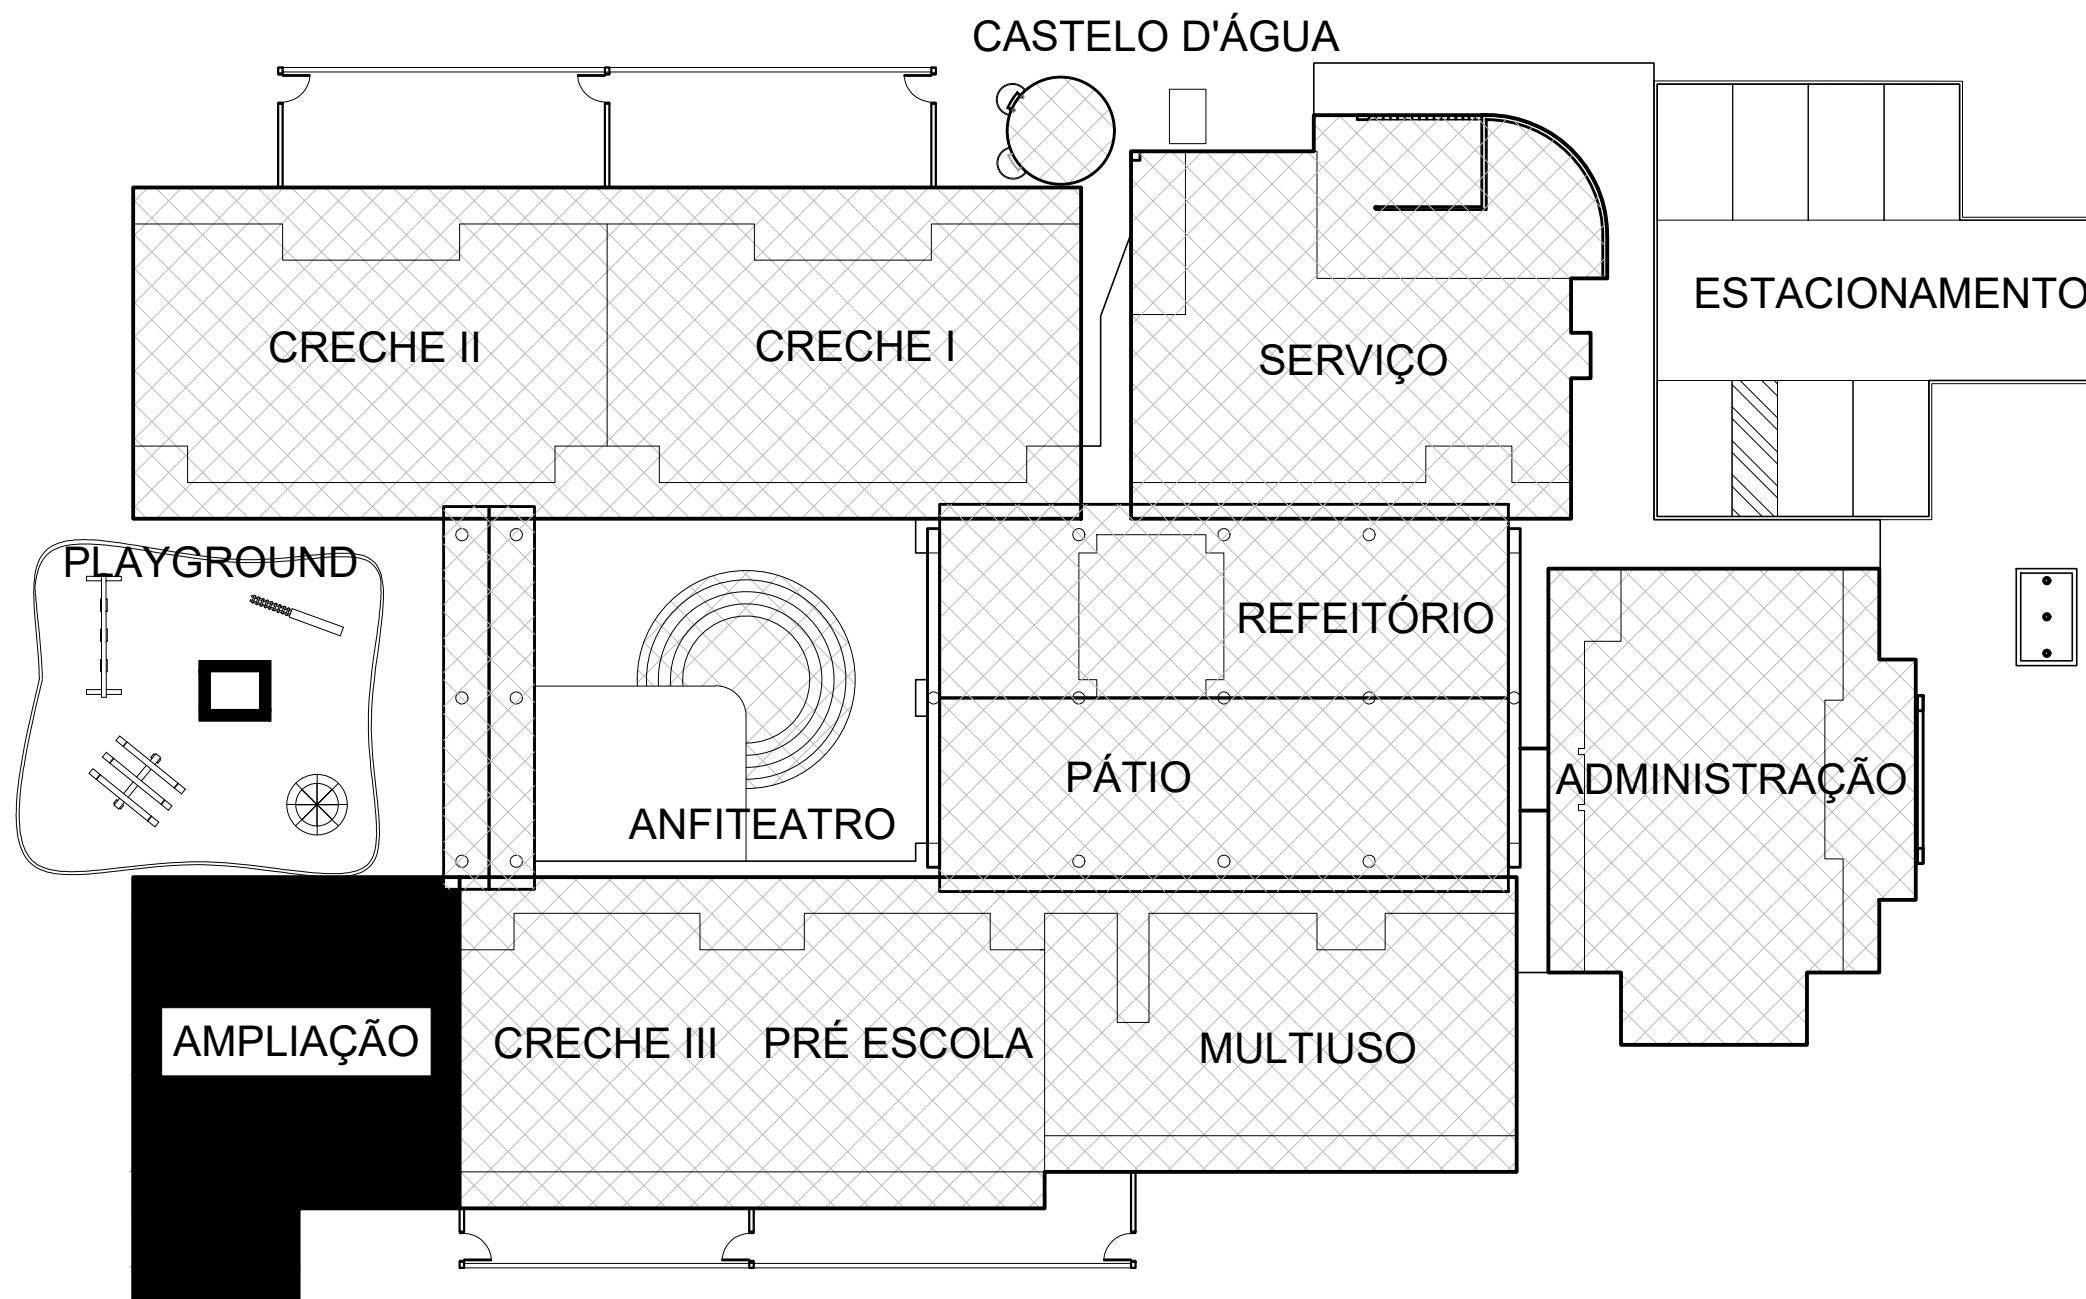 CASTELO D'ÁGUA
ESTACIONAMENTO
CRECHE II
CRECHE I
SERVIÇO
PLAYGROUND
REFEITÓRIO
PÁTIO
ADMINISTRAÇÃO
ANFITEATRO
AMPLIAÇÃO
CRECHE III
PRÉ ESCOLA
MULTIUSO